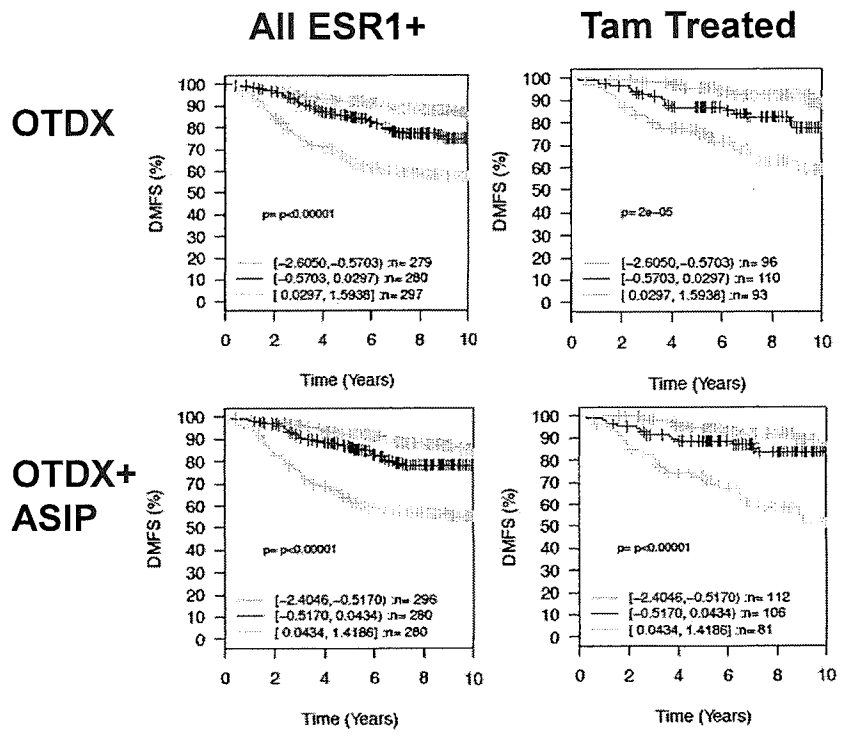 All ESR1+
Tam Treated
OTDX
DMFS (%)
100
90
80
70
60
50
40
30
20
10
0
p= p<0.00001
[-2.6050,-0.5703) :n= 279
[-0.5703, 0.0297) :n= 280
[ 0.0297, 1.5938] :n= 297
0 2 4 6 8 10
Time (Years)
DMFS (%)
100
90
80
70
60
50
40
30
20
10
0
p= 2e-05
[-2.6050,-0.5703) :n= 96
[-0.5703, 0.0297) :n= 110
[ 0.0297, 1.5938] :n= 93
0 2 4 6 8 10
Time (Years)
OTDX+
ASIP
DMFS (%)
100
90
80
70
60
50
40
30
20
10
0
p= p<0.00001
[-2.4046,-0.5170) :n= 296
[-0.5170, 0.0434) :n= 280
[ 0.0434, 1.4186] :n= 280
0 2 4 6 8 10
Time (Years)
DMFS (%)
100
90
80
70
60
50
40
30
20
10
0
p= p<0.00001
[-2.4046,-0.5170) :n= 112
[-0.5170, 0.0434) :n= 106
[ 0.0434, 1.4186] :n= 81
0 2 4 6 8 10
Time (Years)